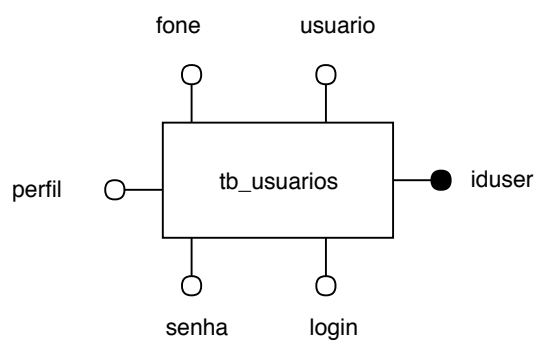 fone
usuario
perfil
tb_usuarios
iduser
senha
login